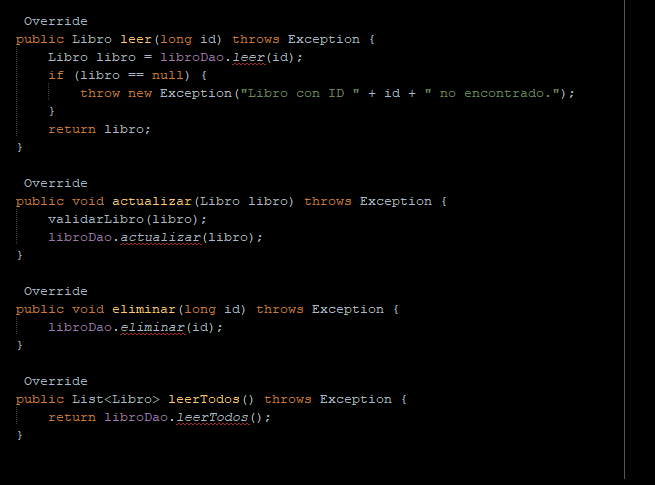 Override
public Libro leer(long id) throws Exception {
Libro libro = libroDao.leer(id);
if (libro == null) {
throw new Exception("Libro con ID " + id + " no encontrado.");
}
return libro;
}
Override
public void actualizar(Libro libro) throws Exception {
validarLibro(libro);
libroDao.actualizar(libro);
}
Override
public void eliminar(long id) throws Exception {
libroDao.eliminar(id);
}
Override
public List<Libro> leerTodos() throws Exception {
return libroDao.leerTodos();
}